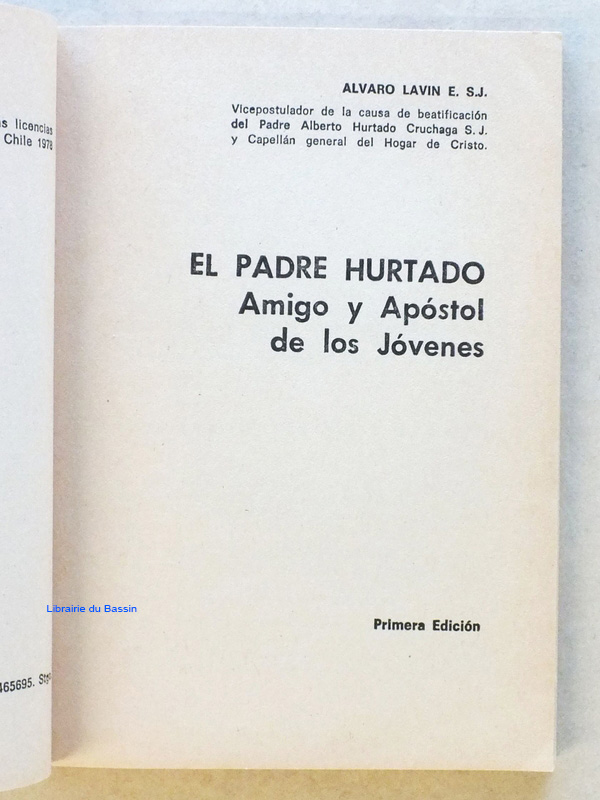 s licencias
Chile 1978
ALVARO LAVIN E. S.J.
Vicepostulador de la causa de beatificación
del Padre Alberto Hurtado Cruchaga S. J.
y Capellán general del Hogar de Cristo.
EL PADRE HURTADO
Amigo y Apóstol
de los Jóvenes
Librairie du Bassin
Primera Edición
465695.